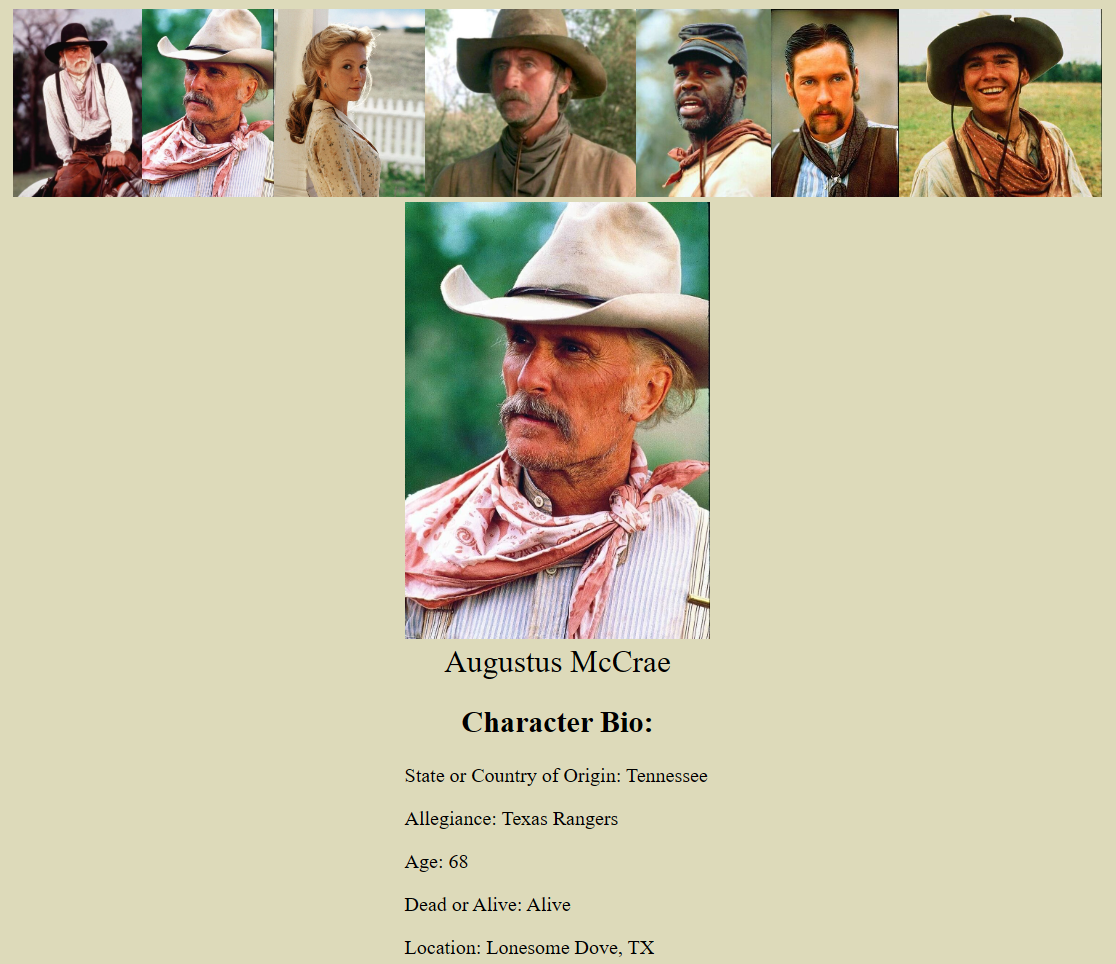 Augustus McCrae
Character Bio:
State or Country of Origin: Tennessee
Allegiance: Texas Rangers
Age: 68
Dead or Alive: Alive
Location: Lonesome Dove, TX